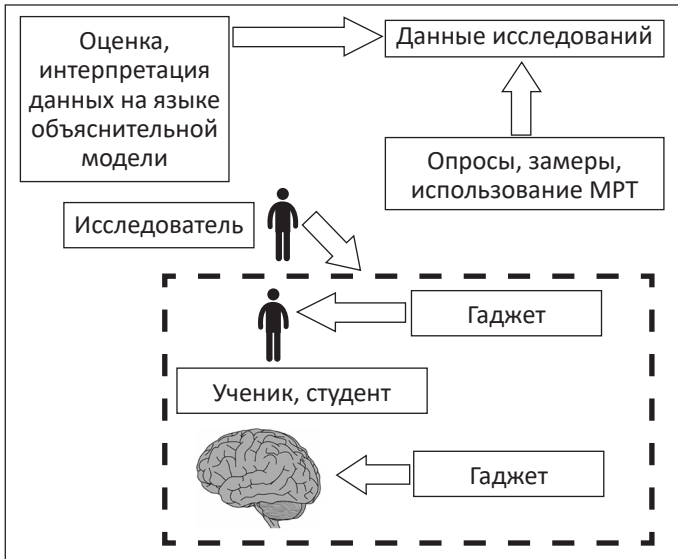 Оценка,
интерпретация
данных на языке
объяснительной
модели
Данные исследований
Опросы, замеры,
использование МРТ
Исследователь
Гаджет
Ученик, студент
Гаджет